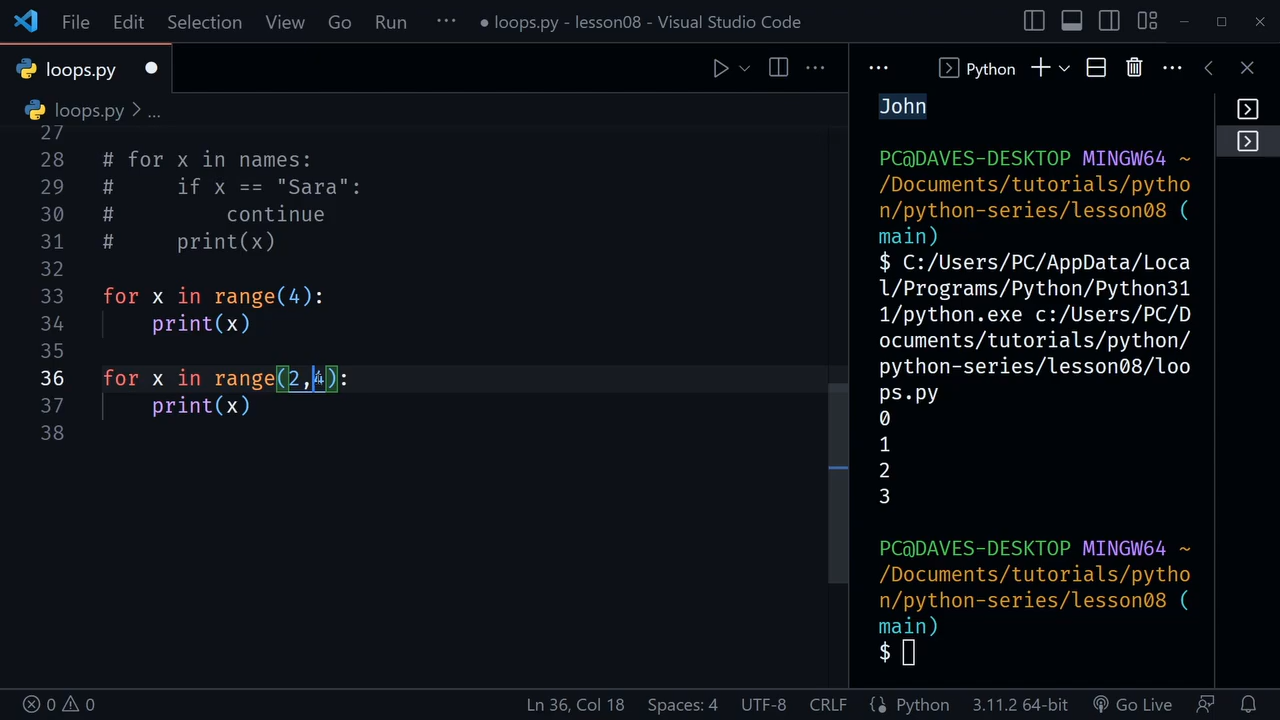 File Edit Selection View Go Run ··· ● loops.py - lesson08 - Visual Studio Code
loops.py
Python
loops.py > ...
27
28 # for x in names:
29 #     if x == "Sara":
30 #         continue
31 #     print(x)
32
33 for x in range(4):
34     print(x)
35
36 for x in range(2,4):
37     print(x)
38
John
PC@DAVES-DESKTOP MINGW64 ~
/Documents/tutorials/pytho
n/python-series/lesson08 (
main)
$ C:/Users/PC/AppData/Loca
l/Programs/Python/Python31
1/python.exe c:/Users/PC/D
ocuments/tutorials/python/
python-series/lesson08/loo
ps.py
0
1
2
3
PC@DAVES-DESKTOP MINGW64 ~
/Documents/tutorials/pytho
n/python-series/lesson08 (
main)
$
0 0 Ln 36, Col 18 Spaces: 4 UTF-8 CRLF Python 3.11.2 64-bit Go Live